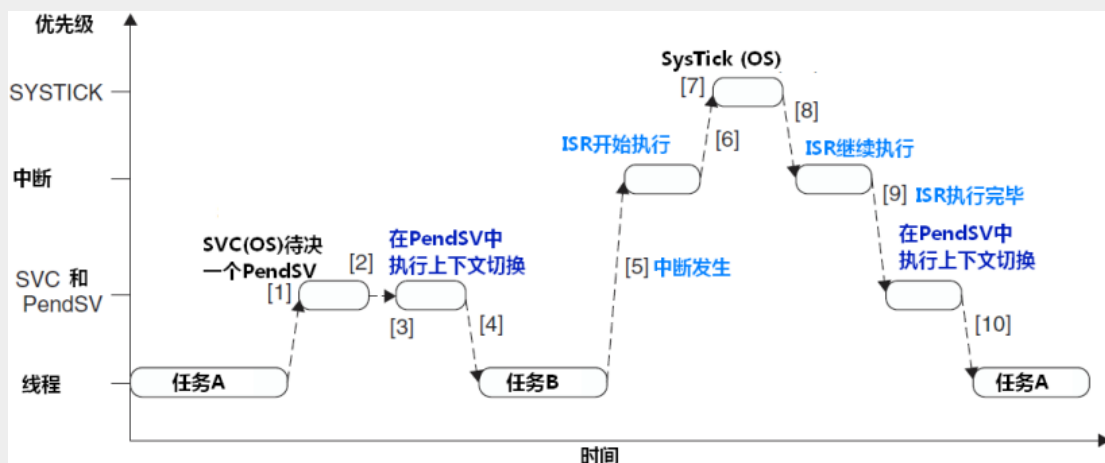 优先级
SysTick (OS)
SYSTICK
[7]
[8]
ISR开始执行
[6]
ISR继续执行
中断
[9] ISR执行完毕
SVC(OS)待决
一个PendSV
[2]
在PendSV中
执行上下文切换
在PendSV中
执行上下文切换
[5] 中断发生
SVC 和
PendSV
[1]
[3]
[4]
[10]
线程
任务A
任务B
任务A
时间